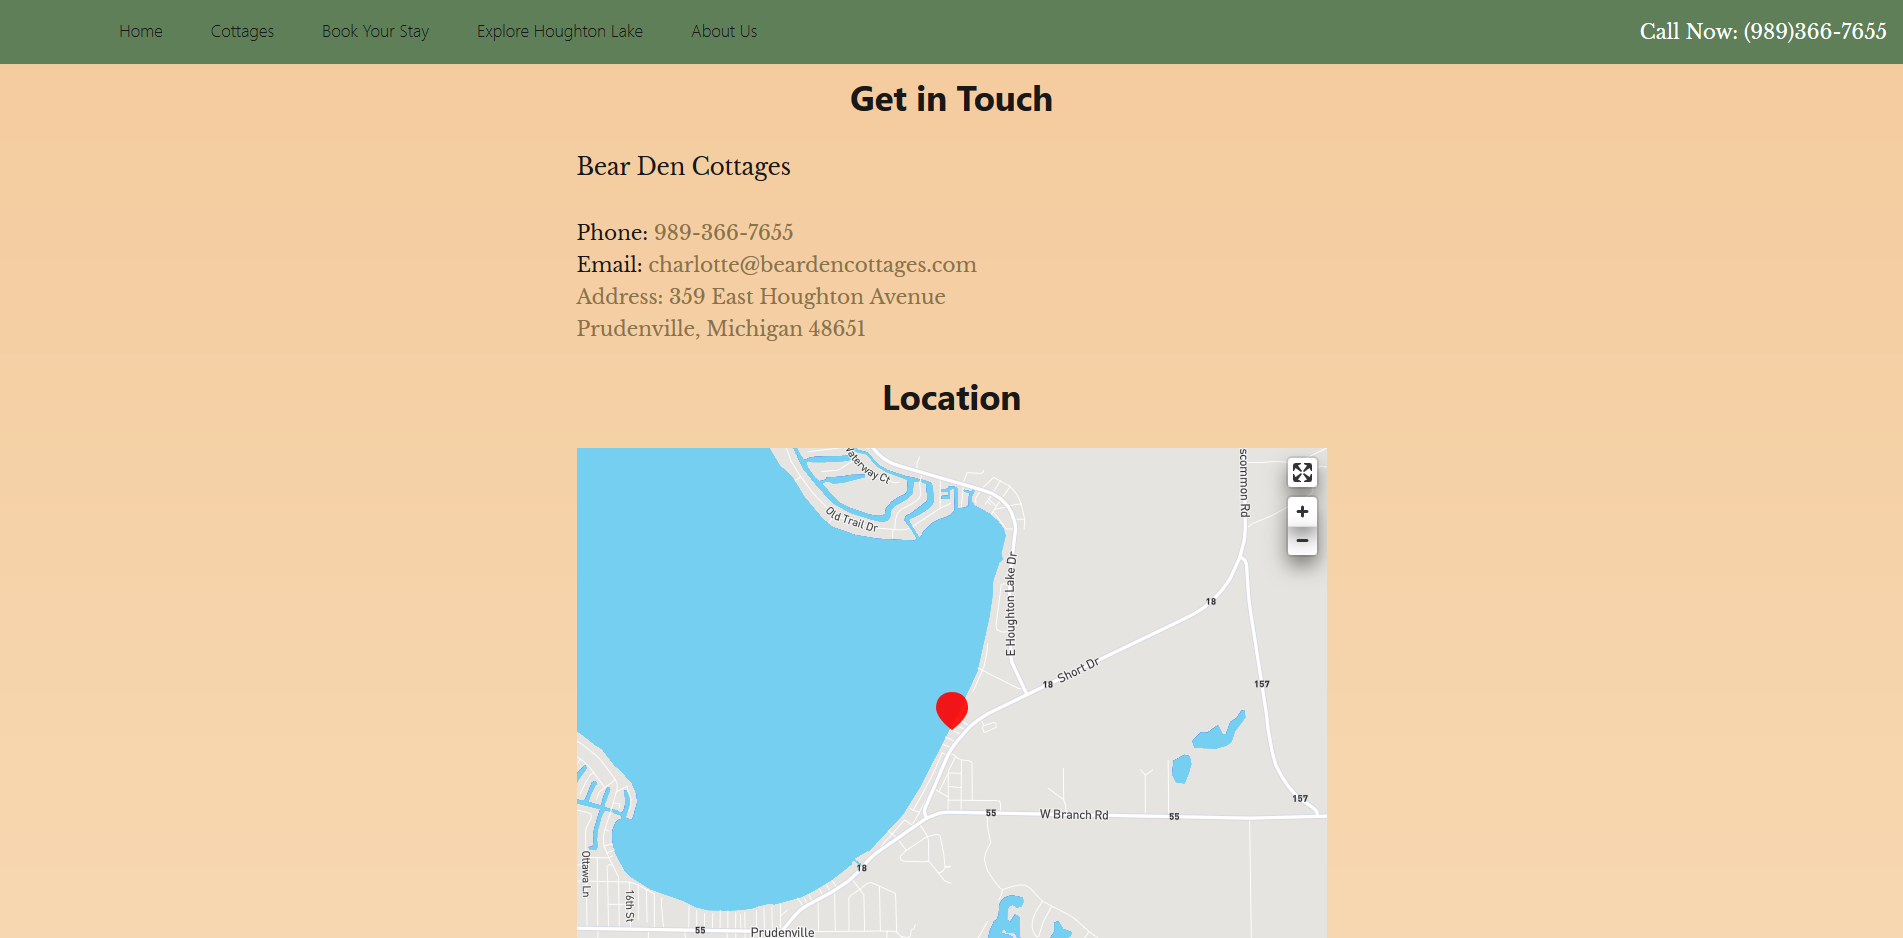 Home Cottages Book Your Stay Explore Houghton Lake About Us Call Now: (989)366-7655
Get in Touch
Bear Den Cottages
Phone: 989-366-7655
Email: charlotte@beardencottages.com
Address: 359 East Houghton Avenue
Prudenville, Michigan 48651
Location
Waterway Ct
scommon Rd
Old Trail Dr
+
−
E Houghton Lake Dr
18
18 Short Dr
157
157
55 W Branch Rd 55
18
Ottawa Ln
16th St
55 Prudenville